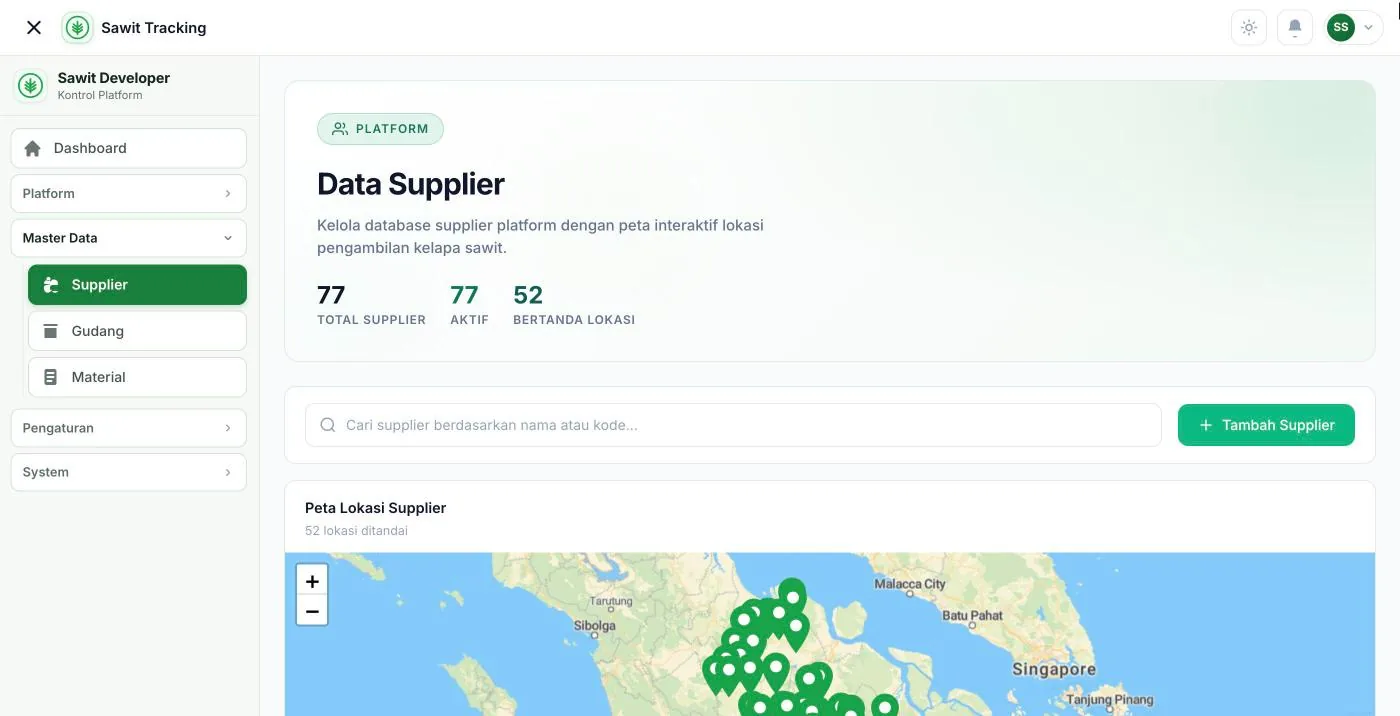 Sawit Tracking
SS
Sawit Developer
Kontrol Platform
Dashboard
Platform
Master Data
Supplier
Gudang
Material
Pengaturan
System
PLATFORM
Data Supplier
Kelola database supplier platform dengan peta interaktif lokasi
pengambilan kelapa sawit.
77 77 52
TOTAL SUPPLIER AKTIF BERTANDA LOKASI
Cari supplier berdasarkan nama atau kode...
+ Tambah Supplier
Peta Lokasi Supplier
52 lokasi ditandai
+
−
Tarutung
Sibolga
Malacca City
Batu Pahat
Singapore
Tanjung Pinang